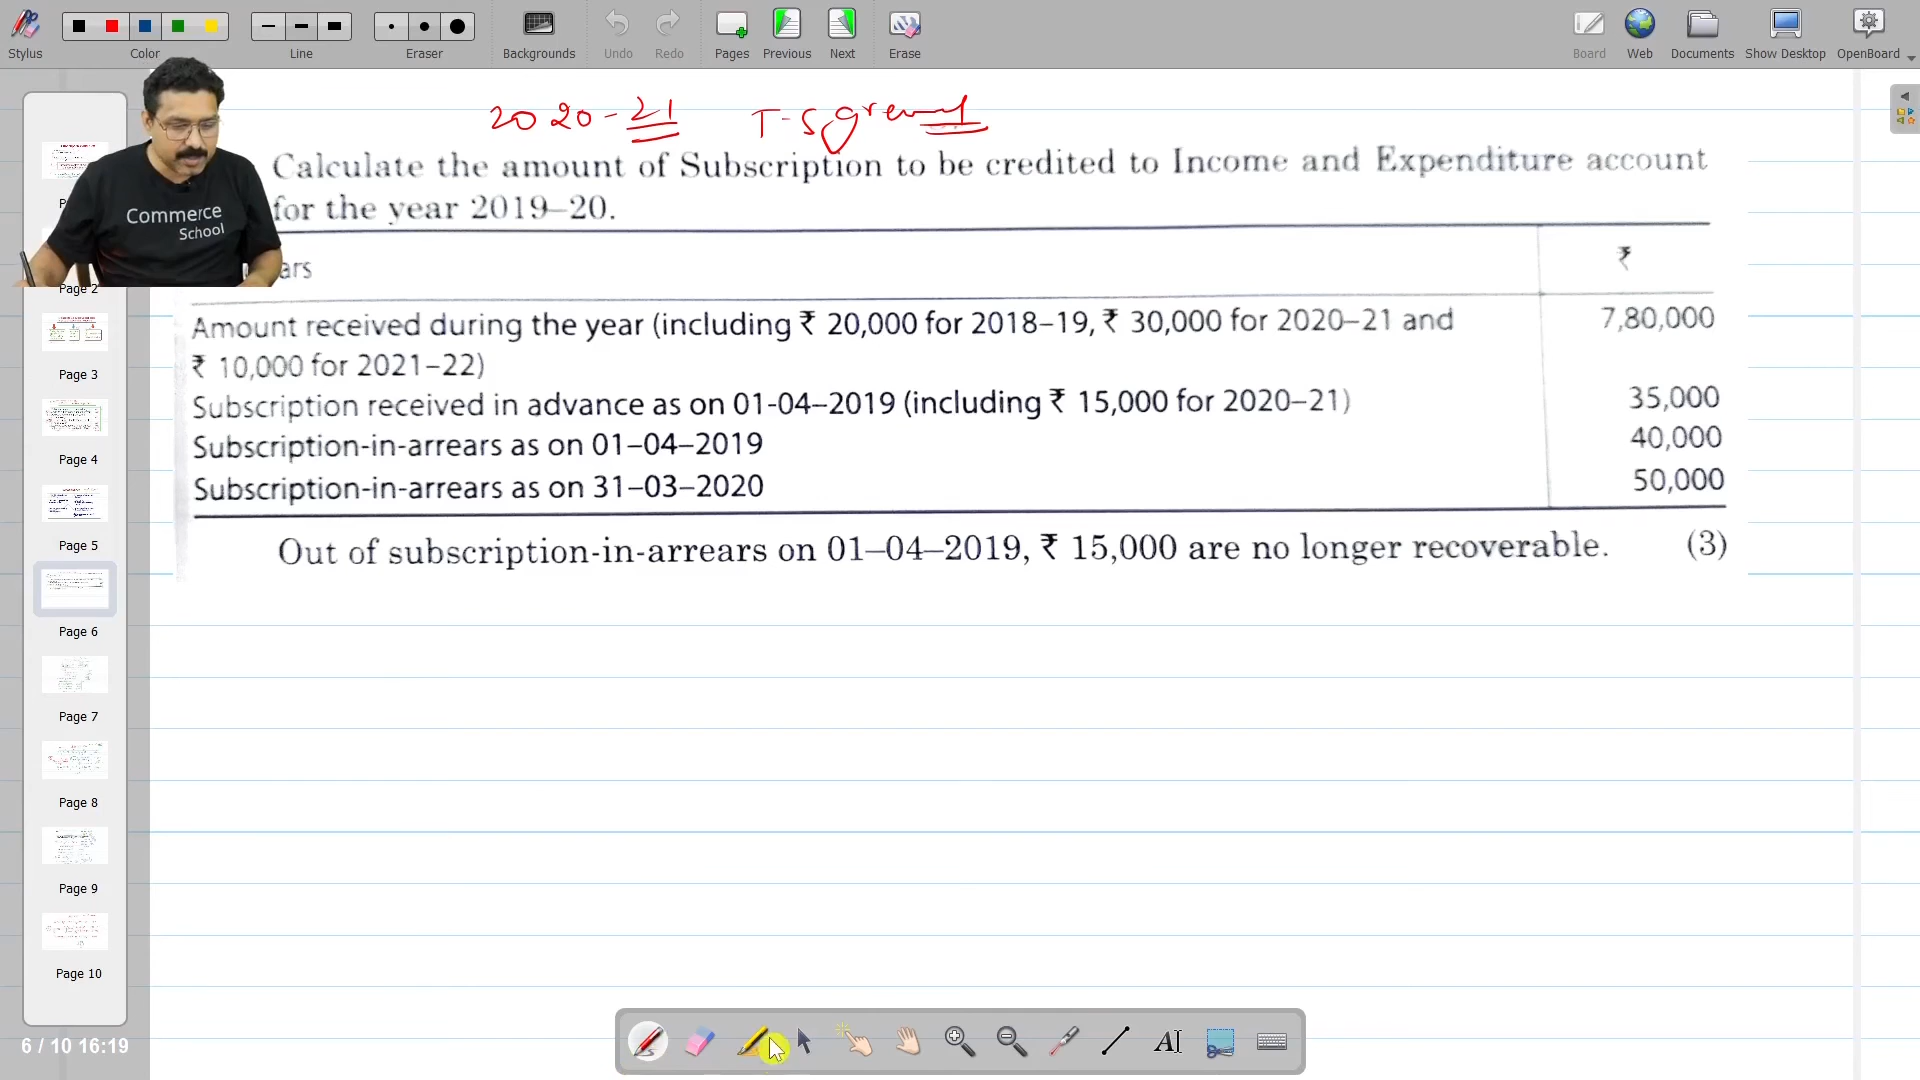 Stylus
Color
Line
Eraser
Backgrounds
Undo
Redo
Pages
Previous
Next
Erase
Board
Web
Documents
Show Desktop
OpenBoard
2020-21 T-S grewal
Calculate the amount of Subscription to be credited to Income and Expenditure account
for the year 2019–20.
Commerce
School
ars
₹
Amount received during the year (including ₹ 20,000 for 2018–19, ₹ 30,000 for 2020–21 and 7,80,000
₹ 10,000 for 2021–22)
Subscription received in advance as on 01-04–2019 (including ₹ 15,000 for 2020–21) 35,000
Subscription-in-arrears as on 01–04–2019 40,000
Subscription-in-arrears as on 31–03–2020 50,000
Out of subscription-in-arrears on 01–04–2019, ₹ 15,000 are no longer recoverable. (3)
Page 2
Page 3
Page 4
Page 5
Page 6
Page 7
Page 8
Page 9
Page 10
6 / 10 16:19